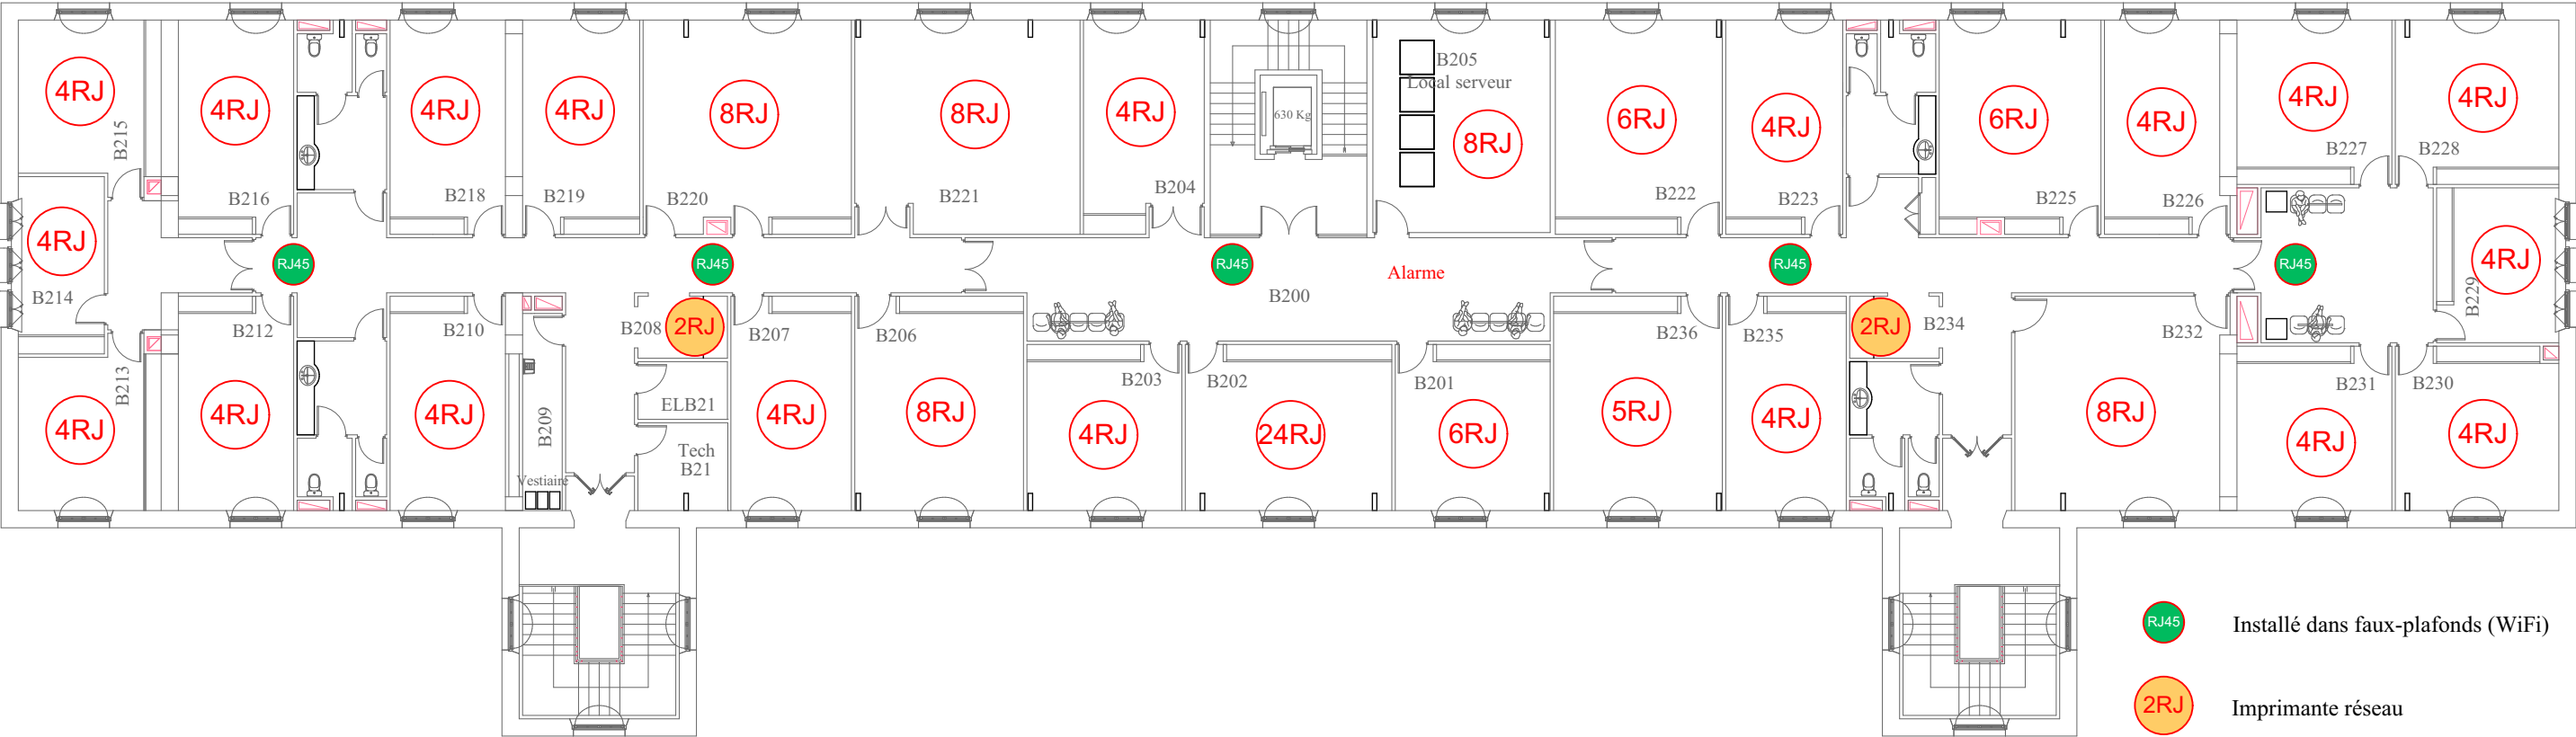 4RJ
B215
4RJ
B216
4RJ
B218
4RJ
B219
8RJ
B220
8RJ
B221
4RJ
B204
630 Kg
B205
Local serveur
8RJ
6RJ
B222
4RJ
B223
6RJ
B225
4RJ
B226
4RJ
B227
4RJ
B228
4RJ
B214
RJ45
RJ45
RJ45
Alarme
B200
RJ45
RJ45
4RJ
B229
B213
4RJ
B212
4RJ
B210
4RJ
B209
Vestiaire
B208
2RJ
ELB21
Tech
B21
B207
4RJ
B206
8RJ
B203
4RJ
B202
24RJ
B201
6RJ
B236
5RJ
B235
4RJ
2RJ
B234
B232
8RJ
B231
4RJ
B230
4RJ
RJ45
Installé dans faux-plafonds (WiFi)
2RJ
Imprimante réseau